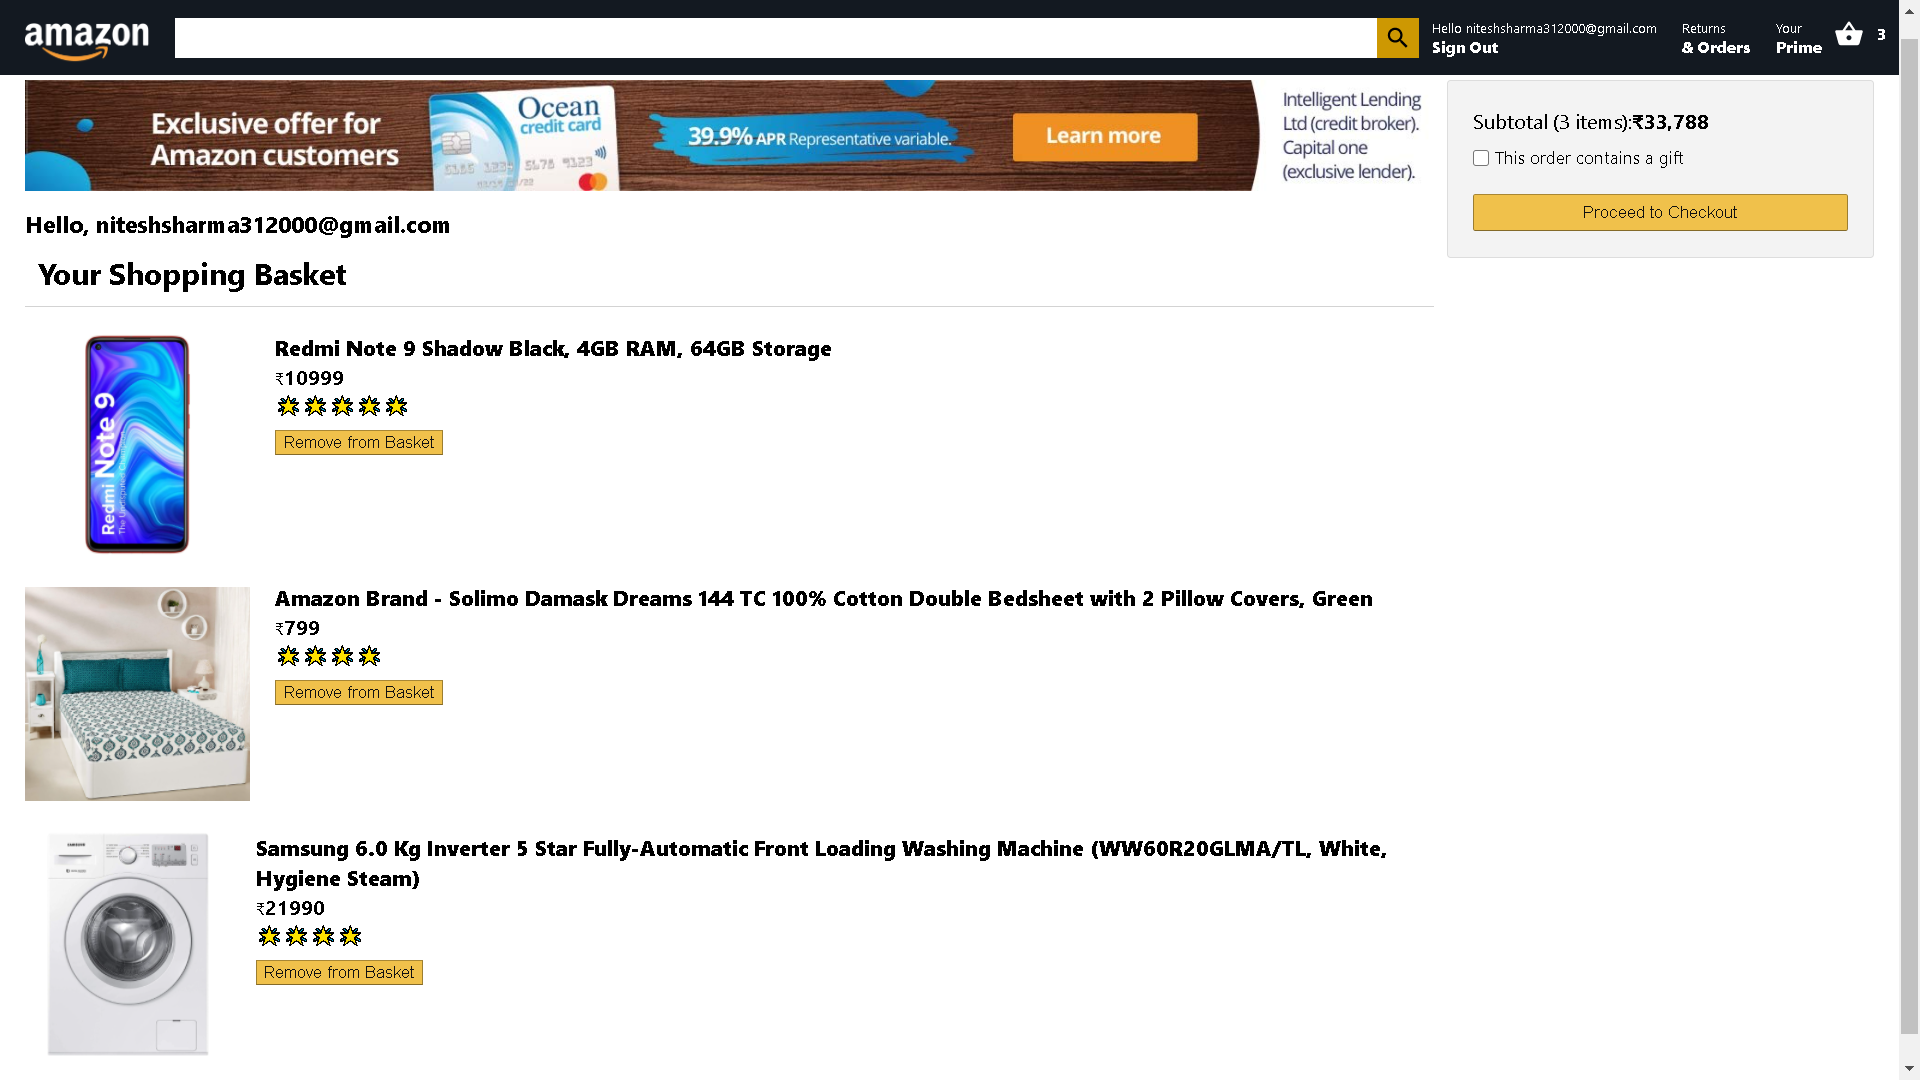 amazon
Hello niteshsharma312000@gmail.com
Sign Out
Returns
& Orders
Your
Prime
3
Exclusive offer for
Amazon customers
Ocean
credit card
39.9% APR Representative variable.
Learn more
Intelligent Lending
Ltd (credit broker).
Capital one
(exclusive lender).
Subtotal (3 items):₹33,788
This order contains a gift
Proceed to Checkout
Hello, niteshsharma312000@gmail.com
Your Shopping Basket
Redmi Note 9
Redmi Note 9 Shadow Black, 4GB RAM, 64GB Storage
₹10999
Remove from Basket
Amazon Brand - Solimo Damask Dreams 144 TC 100% Cotton Double Bedsheet with 2 Pillow Covers, Green
₹799
Remove from Basket
SAMSUNG
Samsung 6.0 Kg Inverter 5 Star Fully-Automatic Front Loading Washing Machine (WW60R20GLMA/TL, White,
Hygiene Steam)
₹21990
Remove from Basket